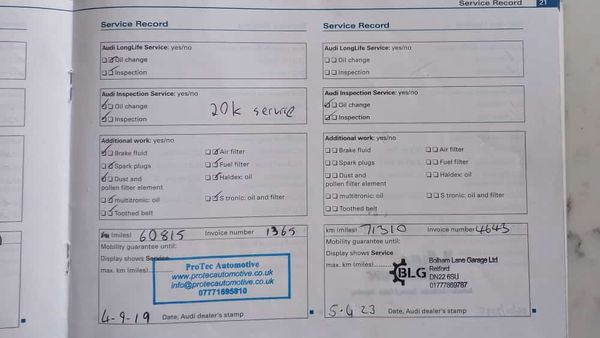 Service Record 21
Service Record
Audi LongLife Service: yes/no
Oil change
Inspection
Audi Inspection Service: yes/no
Oil change
Inspection
20k service
Additional work: yes/no
Brake fluid
Air filter
Spark plugs
Fuel filter
Dust and
pollen filter element
Haldex: oil
multitronic: oil
S tronic: oil and filter
Toothed belt
km (miles) 60815 Invoice number 1365
Mobility guarantee until:
Display shows Service
max. km (miles)
ProTec Automotive
www.protecautomotive.co.uk
info@protecautomotive.co.uk
07771695810
4-9-19 Date, Audi dealer's stamp
Service Record
Audi LongLife Service: yes/no
Oil change
Inspection
Audi Inspection Service: yes/no
Oil change
Inspection
Additional work: yes/no
Brake fluid
Air filter
Spark plugs
Fuel filter
Dust and
pollen filter element
Haldex: oil
multitronic: oil
S tronic: oil and filter
Toothed belt
km (miles) 71310 Invoice number 4643
Mobility guarantee until:
Display shows Service
max. km (miles)
BLG
Bolham Lane Garage Ltd
Retford
DN22 6SU
01777869787
5.4.23 Date, Audi dealer's stamp